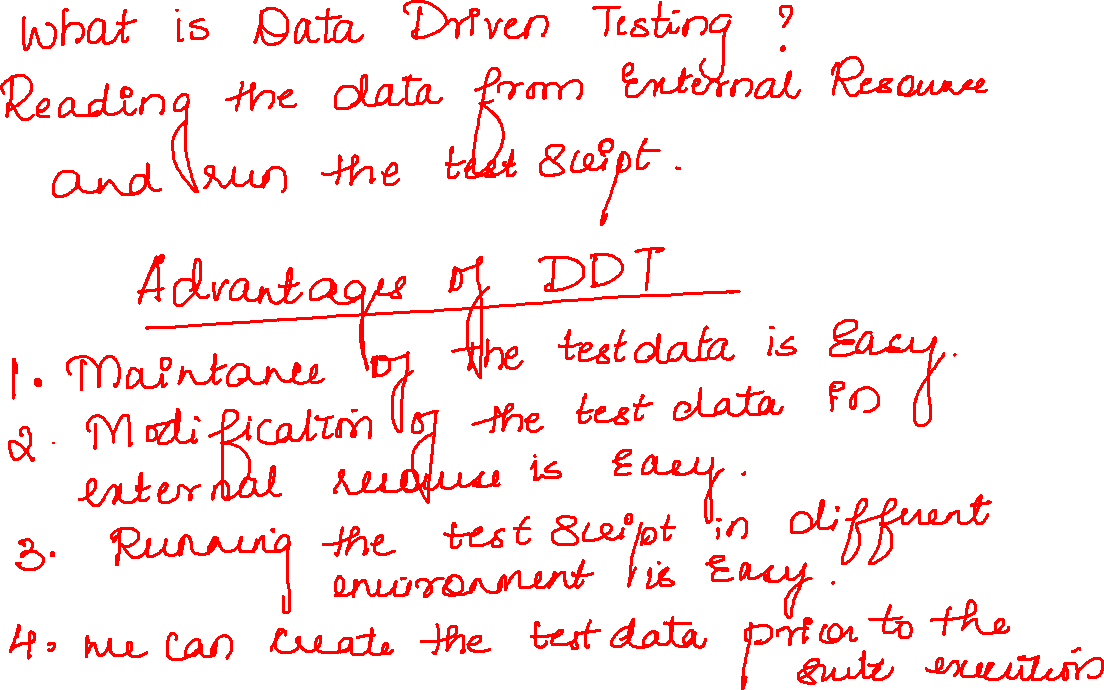 What is Data Driven Testing ?
Reading the data from External Resource
and run the test Script .
Advantages of DDT
1. Maintance of the testdata is Easy.
2. Modification of the test data in
external resource is Easy.
3. Running the test Script in different
environment is Easy.
4. we can create the test data prior to the
suite execution